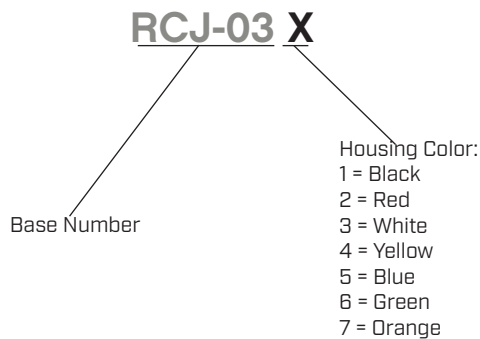 RCJ-03 X
Housing Color:
1 = Black
2 = Red
3 = White
4 = Yellow
5 = Blue
6 = Green
7 = Orange
Base Number